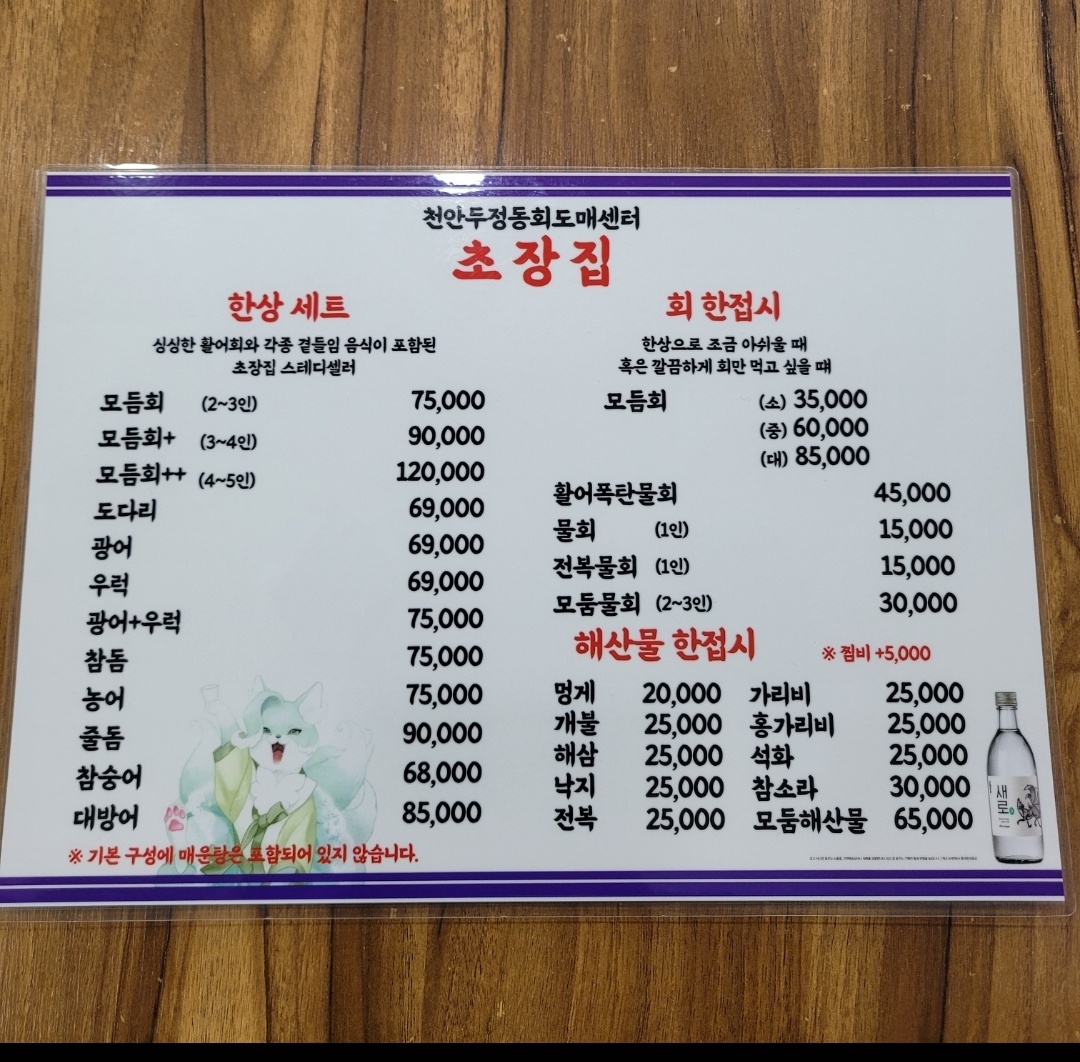 천안두정동회도매센터
초장집
한상 세트
싱싱한 활어회와 각종 곁들임 음식이 포함된
초장집 스테디셀러
모듬회 (2~3인) 75,000
모듬회+ (3~4인) 90,000
모듬회++ (4~5인) 120,000
도다리 69,000
광어 69,000
우럭 69,000
광어+우럭 75,000
참돔 75,000
농어 75,000
줄돔 90,000
참숭어 68,000
대방어 85,000
※ 기본 구성에 매운탕은 포함되어 있지 않습니다.
회 한접시
한상으로 조금 아쉬울 때
혹은 깔끔하게 회만 먹고 싶을 떄
모듬회 (소) 35,000
(중) 60,000
(대) 85,000
활어폭탄물회 45,000
물회 (1인) 15,000
전복물회 (1인) 15,000
모둠물회 (2~3인) 30,000
해산물 한접시 ※ 찜비 +5,000
멍게 20,000 가리비 25,000
개불 25,000 홍가리비 25,000
해삼 25,000 석화 25,000
낙지 25,000 참소라 30,000
전복 25,000 모둠해산물 65,000
새로